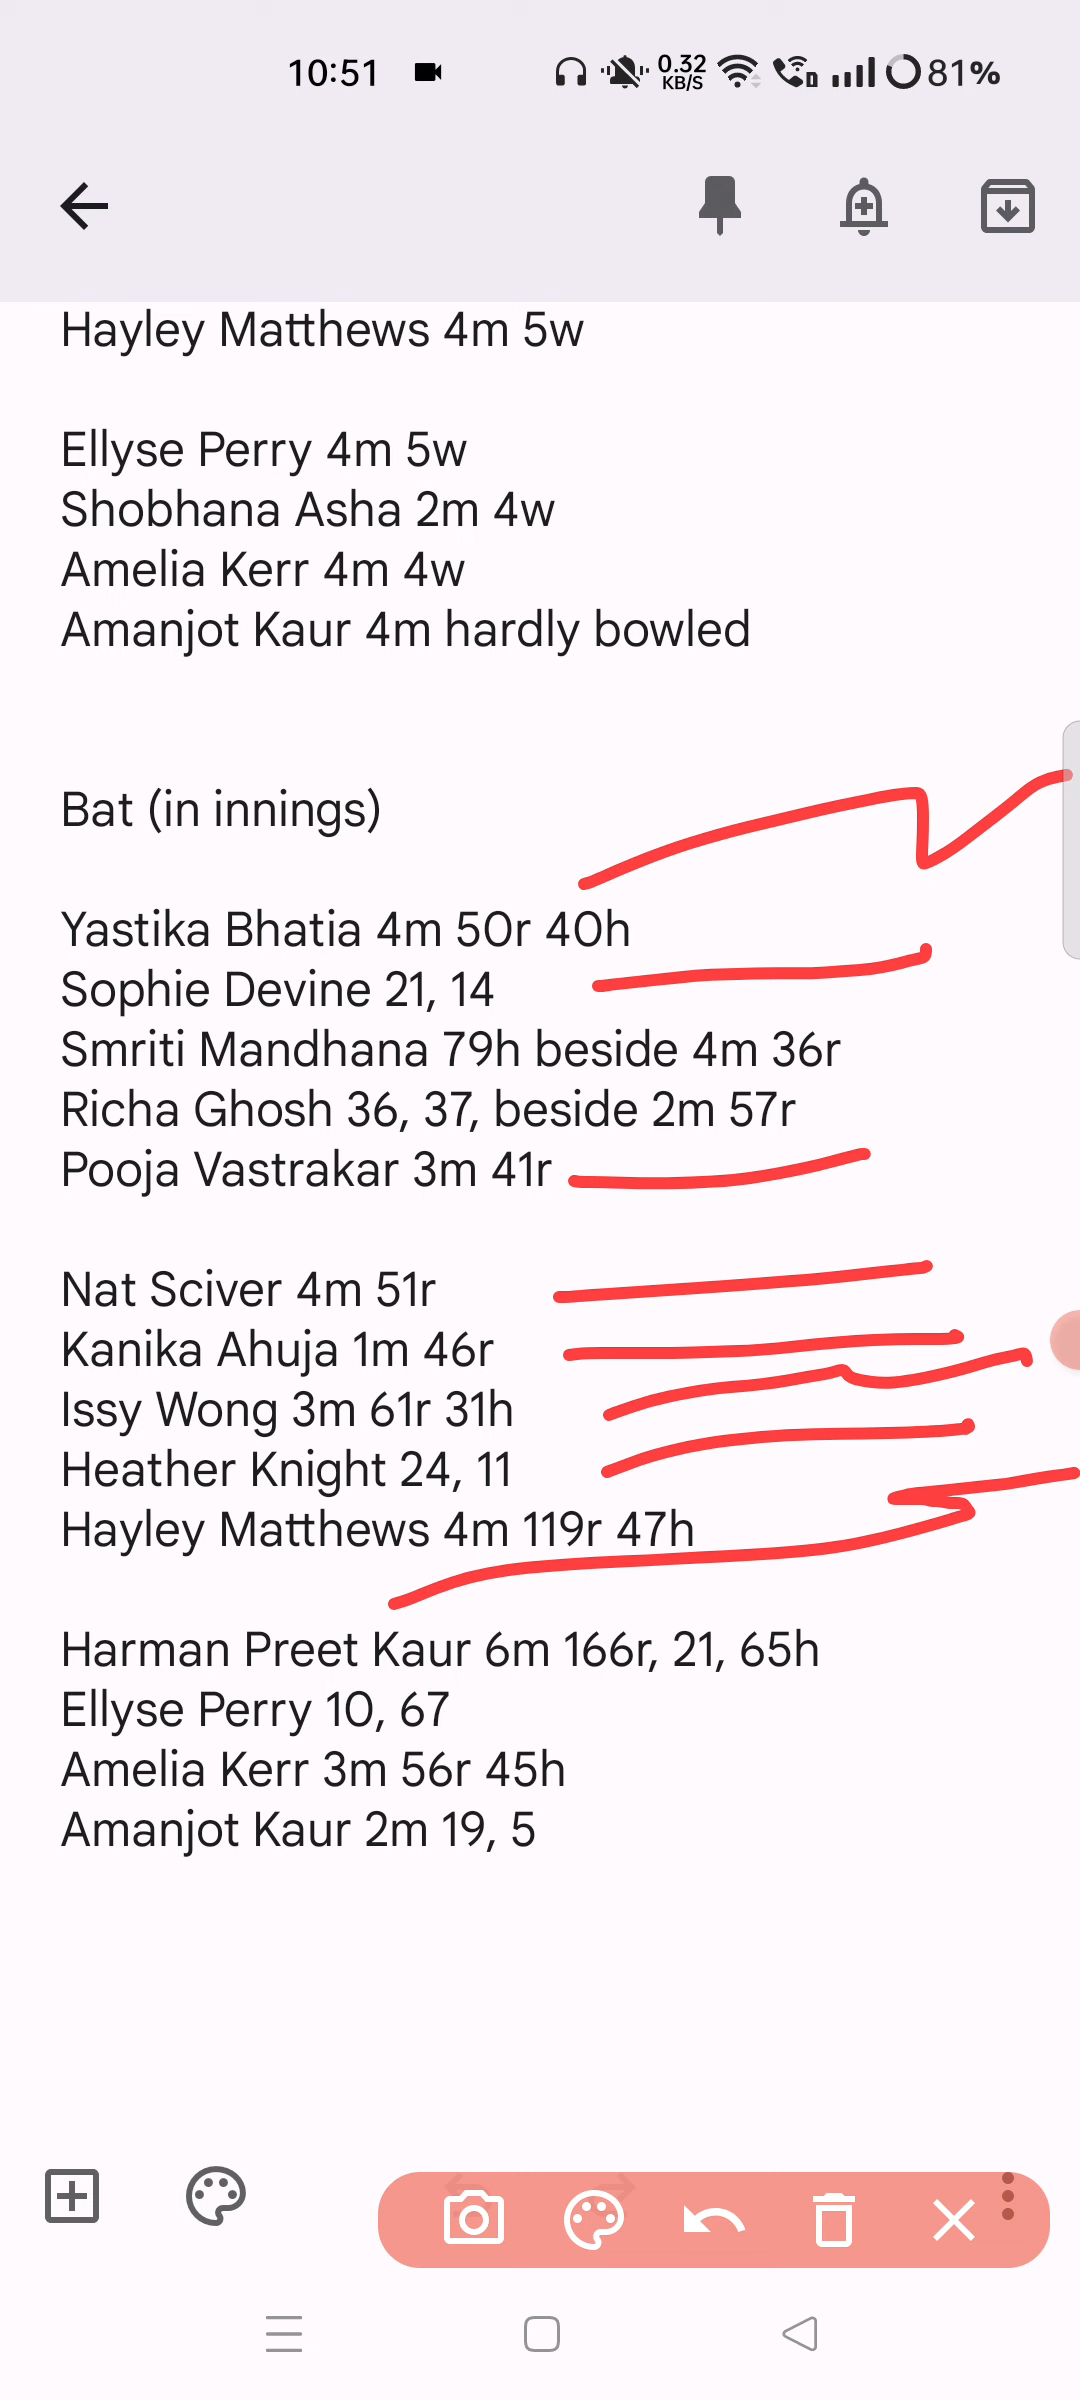 10:51 0.32 KB/S 81%
Hayley Matthews 4m 5w
Ellyse Perry 4m 5w
Shobhana Asha 2m 4w
Amelia Kerr 4m 4w
Amanjot Kaur 4m hardly bowled
Bat (in innings)
Yastika Bhatia 4m 50r 40h
Sophie Devine 21, 14
Smriti Mandhana 79h beside 4m 36r
Richa Ghosh 36, 37, beside 2m 57r
Pooja Vastrakar 3m 41r
Nat Sciver 4m 51r
Kanika Ahuja 1m 46r
Issy Wong 3m 61r 31h
Heather Knight 24, 11
Hayley Matthews 4m 119r 47h
Harman Preet Kaur 6m 166r, 21, 65h
Ellyse Perry 10, 67
Amelia Kerr 3m 56r 45h
Amanjot Kaur 2m 19, 5